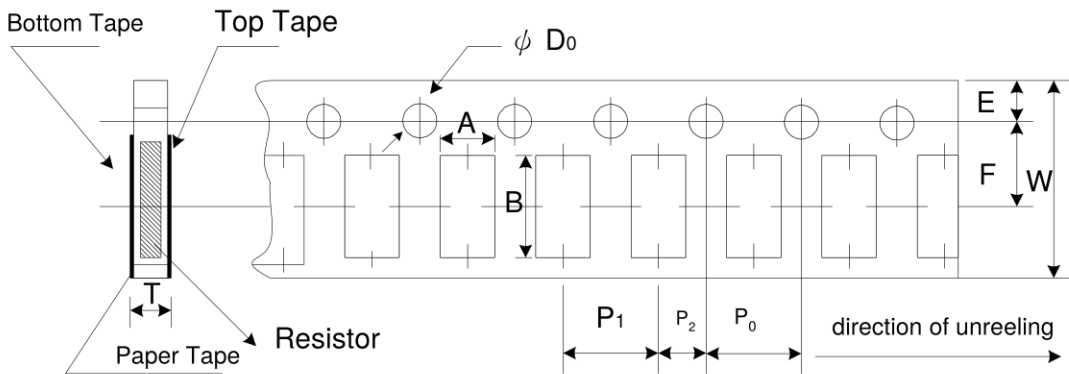 Bottom Tape
Top Tape
ψ D0
A
E
B
F
W
T
P1
P2
P0
Resistor
direction of unreeling
Paper Tape